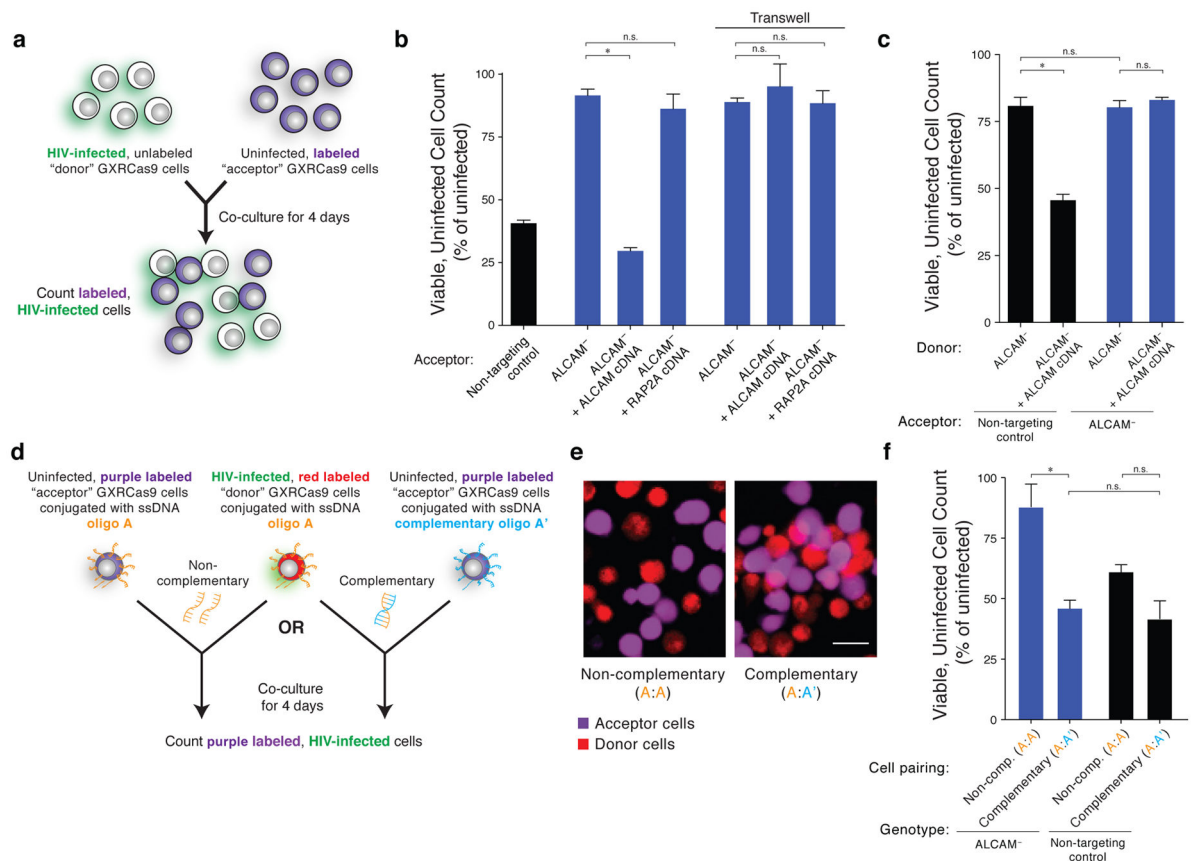 a
HIV-infected, unlabeled
“donor” GXRCas9 cells
Uninfected, labeled
“acceptor” GXRCas9 cells
Co-culture for 4 days
Count labeled,
HIV-infected cells
b
Transwell
n.s.
n.s.
*
n.s.
Viable, Uninfected Cell Count
(% of uninfected)
100
75
50
25
0
Acceptor:
Non-targeting
control
ALCAM⁻
ALCAM⁻
+ ALCAM cDNA
ALCAM⁻
+ RAP2A cDNA
ALCAM⁻
ALCAM⁻
+ ALCAM cDNA
ALCAM⁻
+ RAP2A cDNA
c
n.s.
*
n.s.
Viable, Uninfected Cell Count
(% of uninfected)
100
75
50
25
0
Donor:
ALCAM⁻
ALCAM⁻
+ ALCAM cDNA
ALCAM⁻
ALCAM⁻
+ ALCAM cDNA
Acceptor:
Non-targeting
control
ALCAM⁻
d
Uninfected, purple labeled
“acceptor” GXRCas9 cells
conjugated with ssDNA
oligo A
HIV-infected, red labeled
“donor” GXRCas9 cells
conjugated with ssDNA
oligo A
Uninfected, purple labeled
“acceptor” GXRCas9 cells
conjugated with ssDNA
complementary oligo A’
Non-
complementary
Complementary
OR
Co-culture
for 4 days
Count purple labeled, HIV-infected cells
e
Non-complementary
(A:A)
Complementary
(A:A’)
Acceptor cells
Donor cells
f
n.s.
*
n.s.
Viable, Uninfected Cell Count
(% of uninfected)
100
75
50
25
0
Cell pairing:
Non-comp. (A:A)
Complementary (A:A’)
Non-comp. (A:A)
Complementary (A:A’)
Genotype:
ALCAM⁻
Non-targeting
control